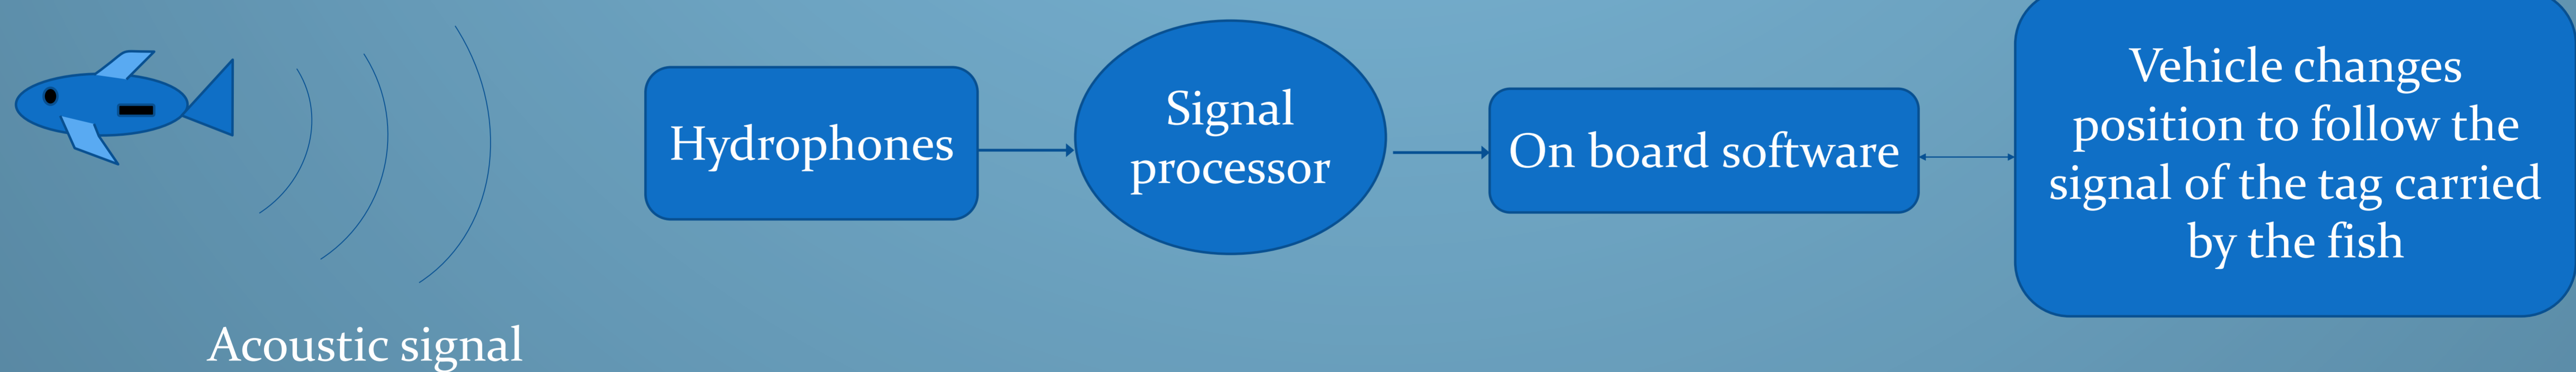 Acoustic signal
Hydrophones
Signal
processor
On board software
Vehicle changes
position to follow the
signal of the tag carried
by the fish